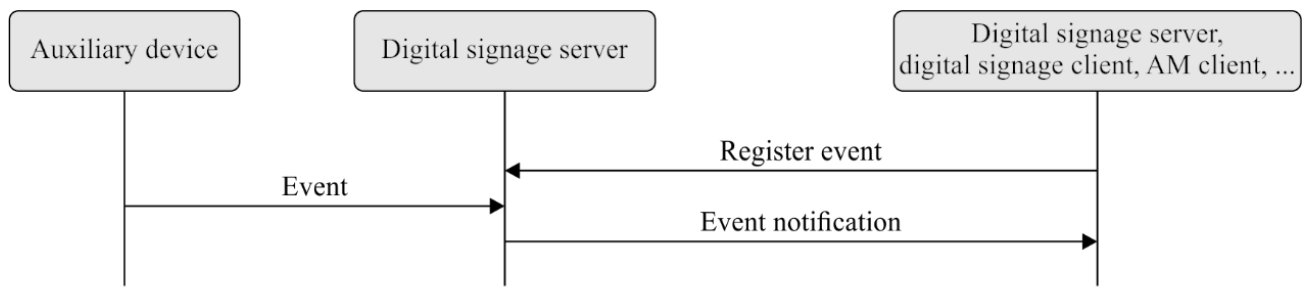 Auxiliary device
Digital signage server
Digital signage server,
digital signage client, AM client, ...
Register event
Event
Event notification